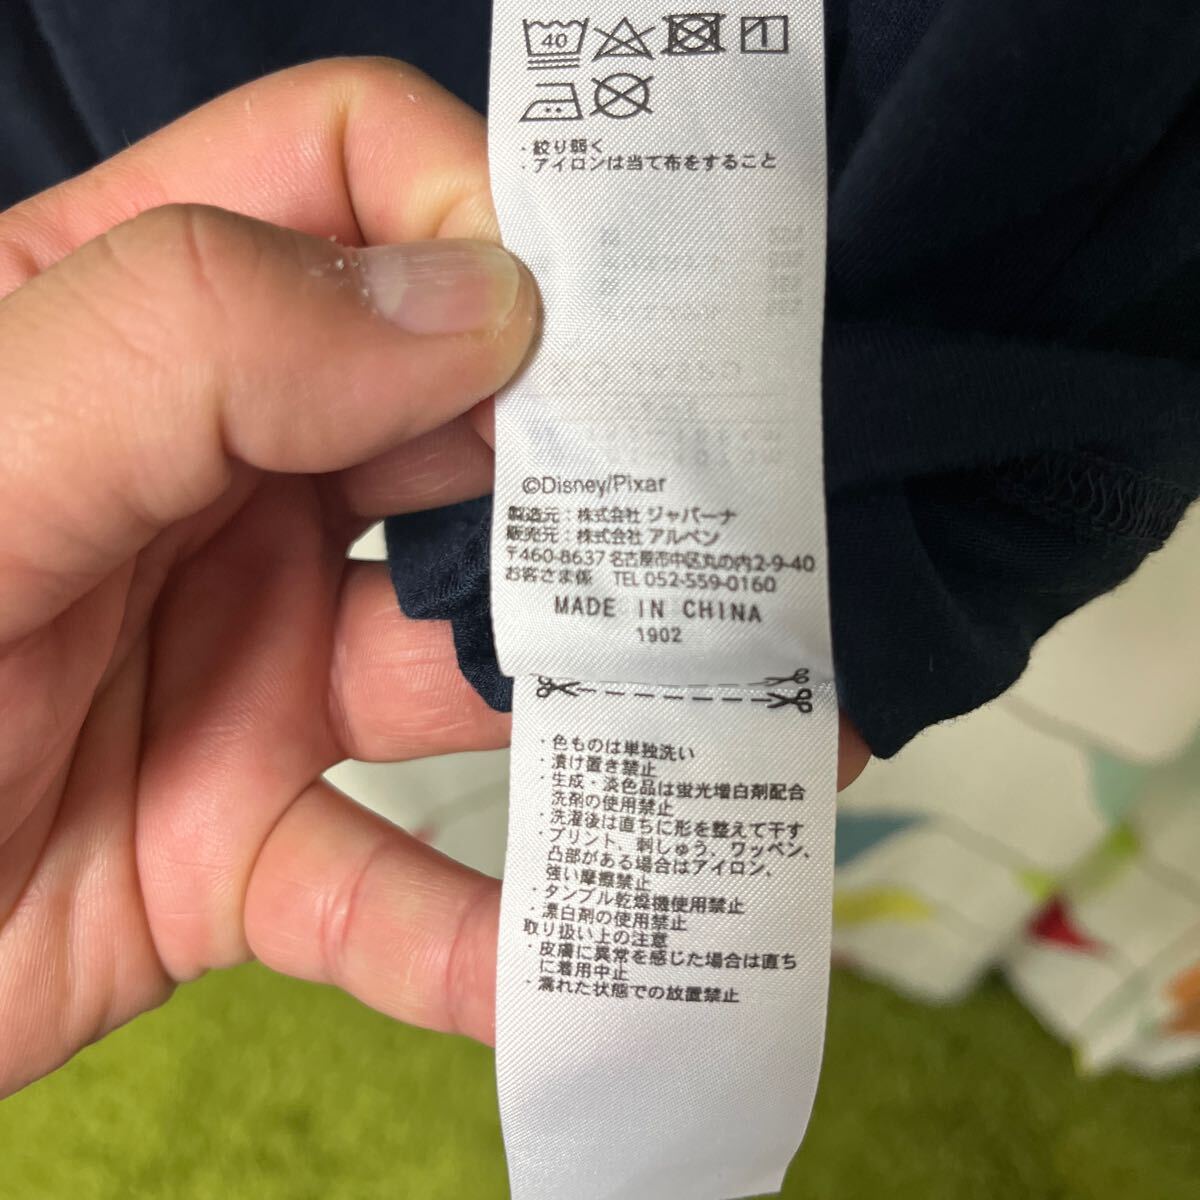 40
・絞り弱く
・アイロンは当て布をすること
©Disney/Pixar
製造元：株式会社 ジャパーナ
販売元：株式会社 アルペン
〒460-8637 名古屋市中区丸の内2-9-40
お客さま係 TEL 052-559-0160
MADE IN CHINA
1902
・色ものは単独洗い
・漬け置き禁止
・生成・淡色品は蛍光増白剤配合
洗剤の使用禁止
・洗濯後は直ちに形を整えて干す
・プリント、刺しゅう、ワッペン、
凸部がある場合はアイロン、
強い摩擦禁止
・タンブル乾燥機使用禁止
・漂白剤の使用禁止
取り扱い上の注意
・皮膚に異常を感じた場合は直ち
に着用中止
・濡れた状態での放置禁止